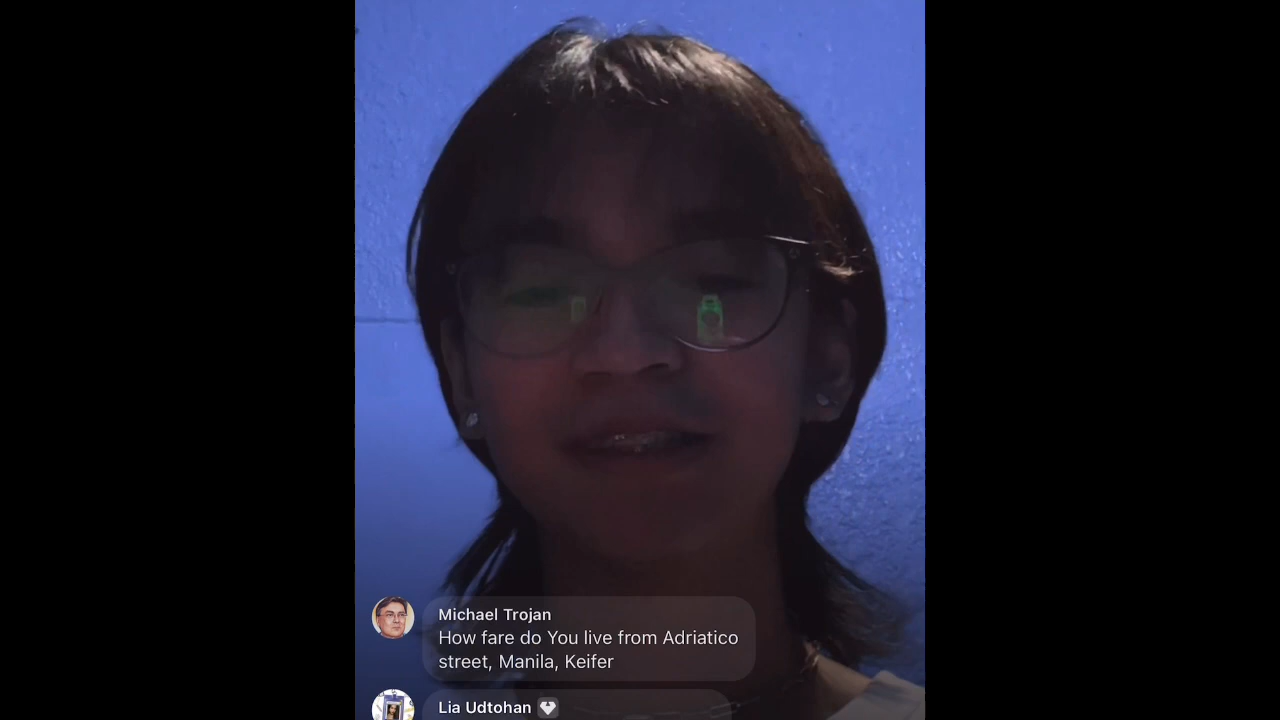 Michael Trojan
How fare do You live from Adriatico
street, Manila, Keifer
Lia Udtohan